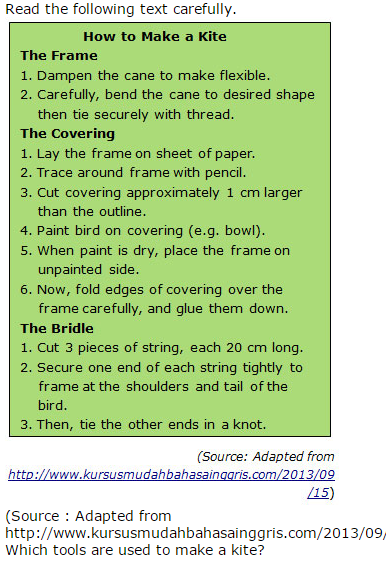 Read the following text carefully.
How to Make a Kite
The Frame
1. Dampen the cane to make flexible.
2. Carefully, bend the cane to desired shape
then tie securely with thread.
The Covering
1. Lay the frame on sheet of paper.
2. Trace around frame with pencil.
3. Cut covering approximately 1 cm larger
than the outline.
4. Paint bird on covering (e.g. bowl).
5. When paint is dry, place the frame on
unpainted side.
6. Now, fold edges of covering over the
frame carefully, and glue them down.
The Bridle
1. Cut 3 pieces of string, each 20 cm long.
2. Secure one end of each string tightly to
frame at the shoulders and tail of the
bird.
3. Then, tie the other ends in a knot.
(Source: Adapted from
http://www.kursusmudahbahasainggris.com/2013/09
/15)
(Source : Adapted from
http://www.kursusmudahbahasainggris.com/2013/09/
Which tools are used to make a kite?